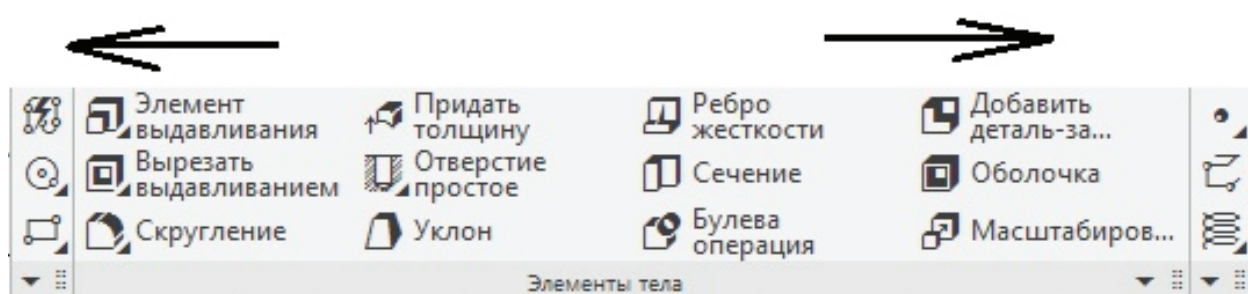 Элемент
выдавливания
Придать
толщину
Ребро
жесткости
Добавить
деталь-за...
Вырезать
выдавливанием
Отверстие
простое
Сечение
Оболочка
Скругление
Уклон
Булева
операция
Масштабиров...
Элементы тела